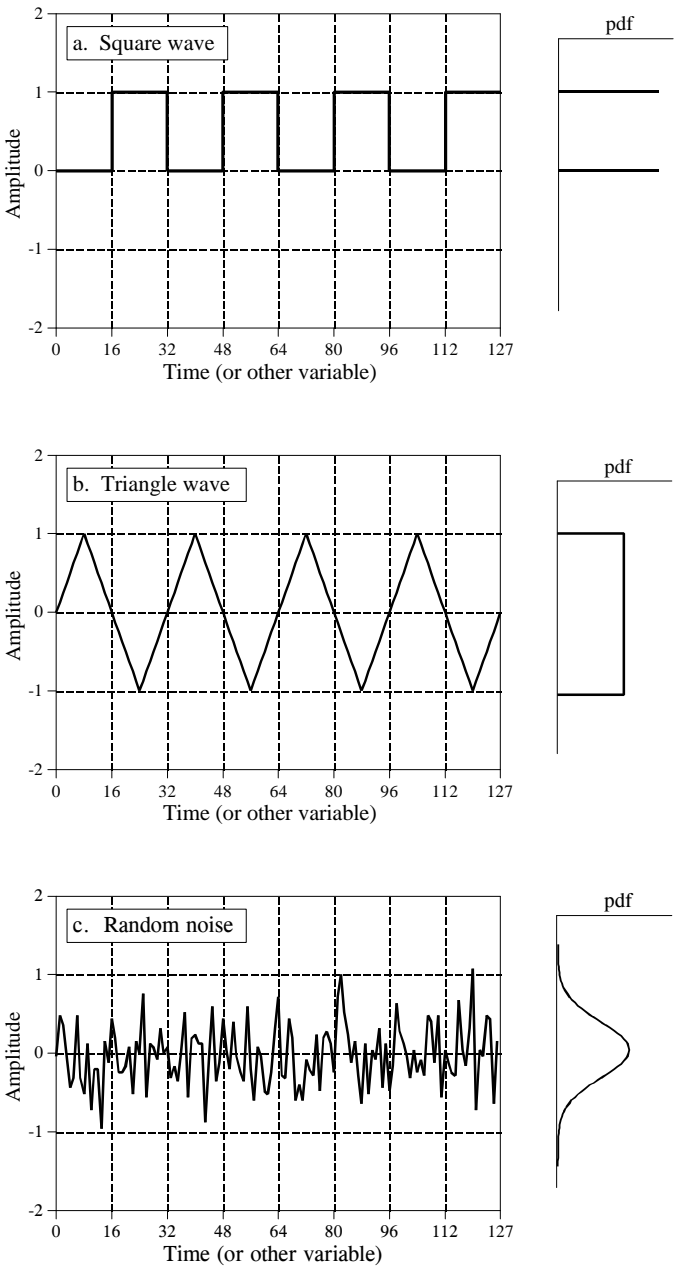 2
a. Square wave
1
0
-1
-2
Amplitude
0 16 32 48 64 80 96 112 127
Time (or other variable)
pdf
2
b. Triangle wave
1
0
-1
-2
Amplitude
0 16 32 48 64 80 96 112 127
Time (or other variable)
pdf
2
c. Random noise
1
0
-1
-2
Amplitude
0 16 32 48 64 80 96 112 127
Time (or other variable)
pdf